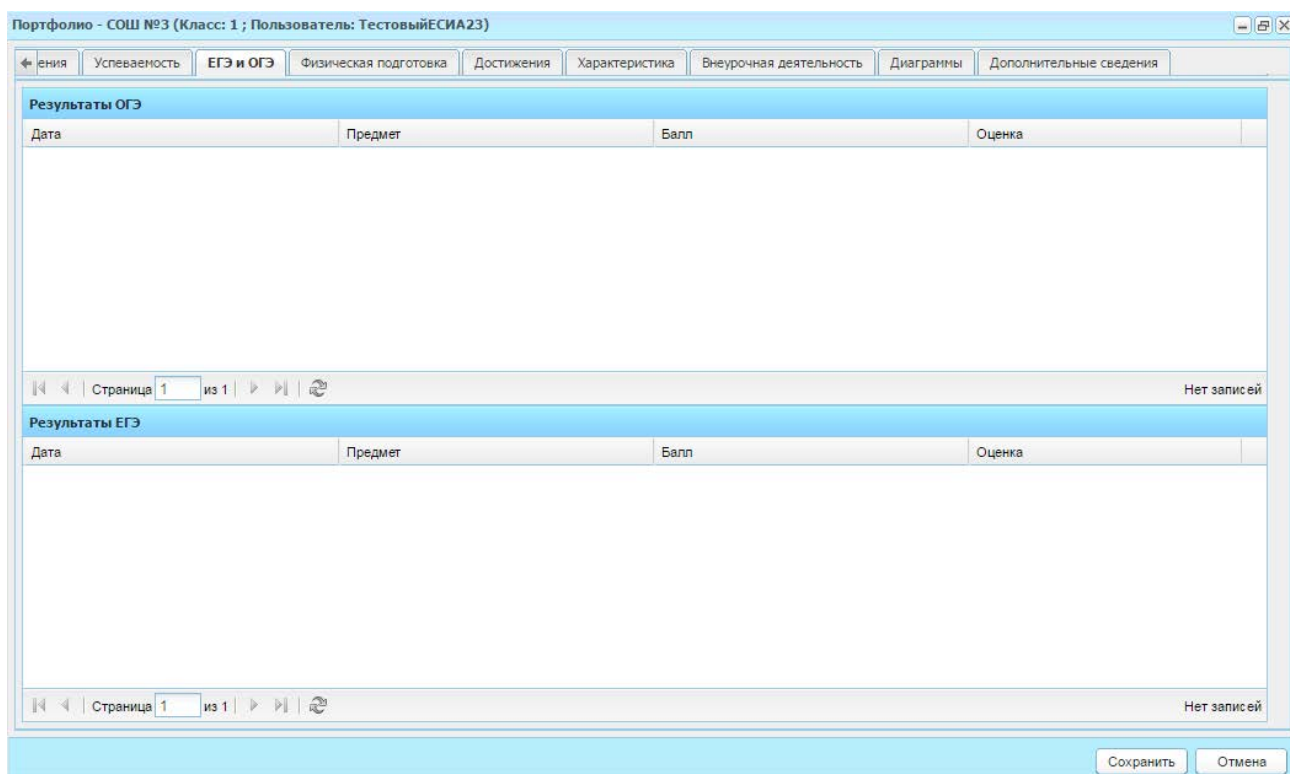 Портфолио - СОШ №3 (Класс: 1 ; Пользователь: ТестовыйЕСИА23)
ения Успеваемость ЕГЭ и ОГЭ Физическая подготовка Достижения Характеристика Внеурочная деятельность Диаграммы Дополнительные сведения
Результаты ОГЭ
Дата Предмет Балл Оценка
Страница 1 из 1 Нет записей
Результаты ЕГЭ
Дата Предмет Балл Оценка
Страница 1 из 1 Нет записей
Сохранить Отмена